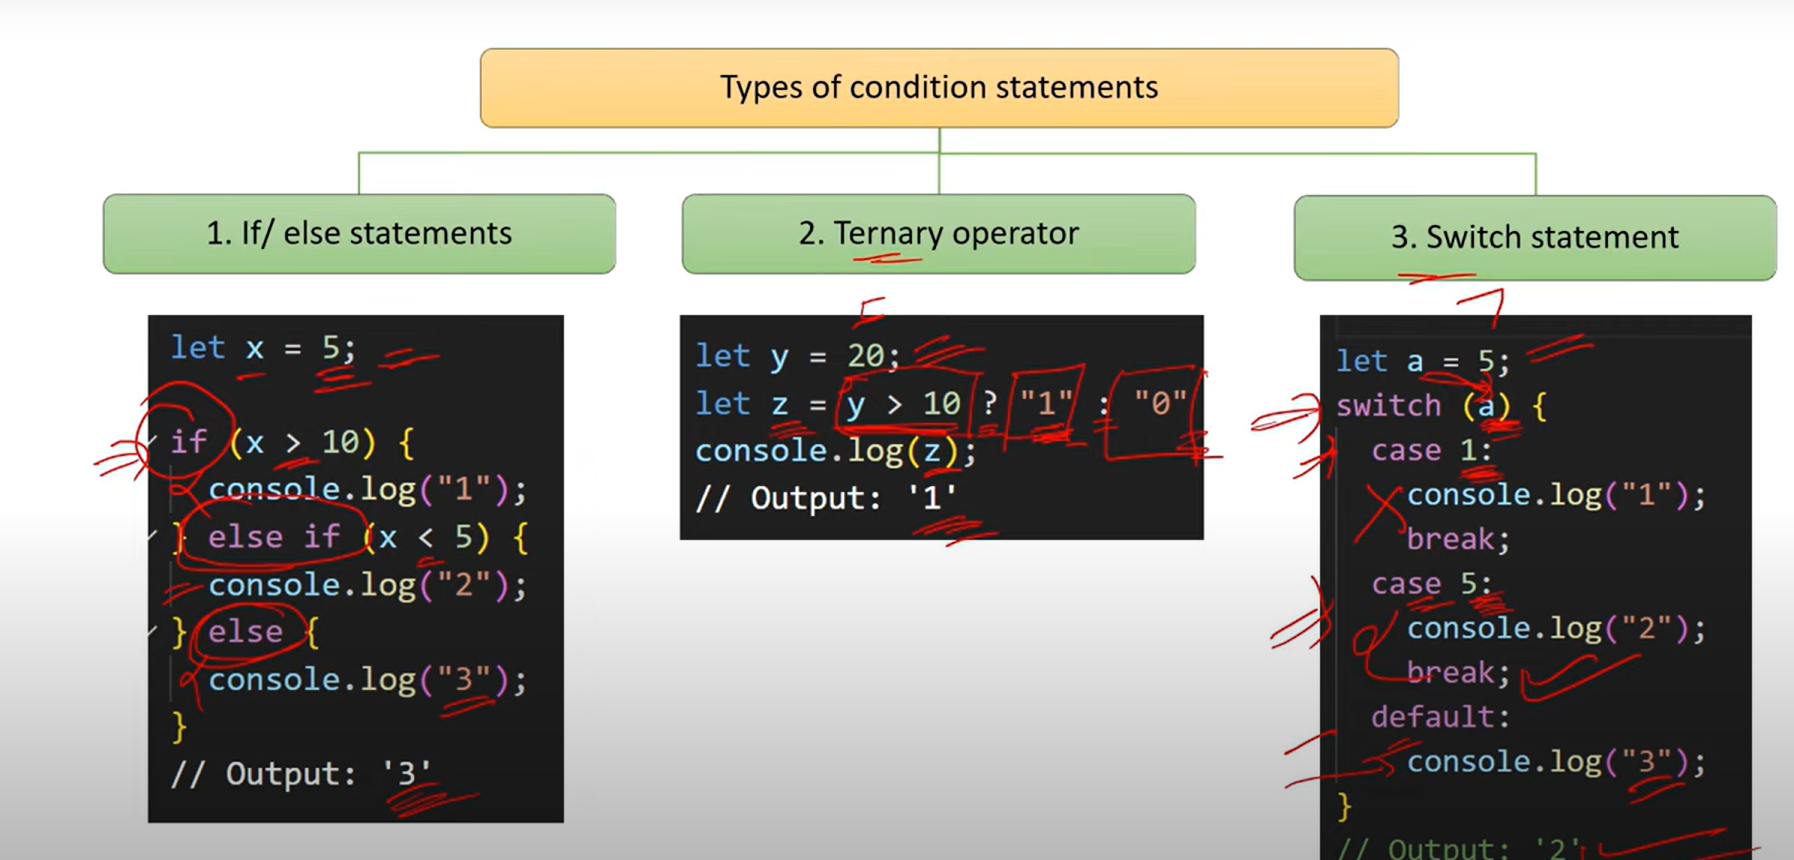 Types of condition statements
1. If/ else statements
let x = 5;
if (x > 10) {
console.log("1");
} else if (x < 5) {
console.log("2");
} else {
console.log("3");
}
// Output: '3'
2. Ternary operator
5
let y = 20;
let z = y > 10 ? "1" : "0"
console.log(z);
// Output: '1'
3. Switch statement
7
let a = 5;
switch (a) {
case 1:
console.log("1");
break;
case 5:
console.log("2");
break;
default:
console.log("3");
}
// Output: '2'